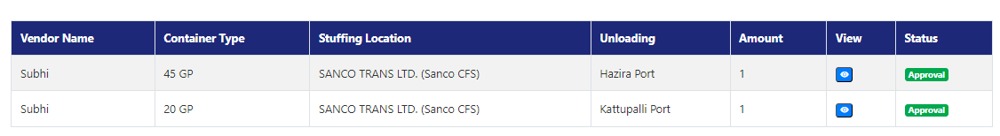 Vendor Name Container Type Stuffing Location Unloading Amount View Status
Subhi 45 GP SANCO TRANS LTD. (Sanco CFS) Hazira Port 1 Approval
Subhi 20 GP SANCO TRANS LTD. (Sanco CFS) Kattupalli Port 1 Approval